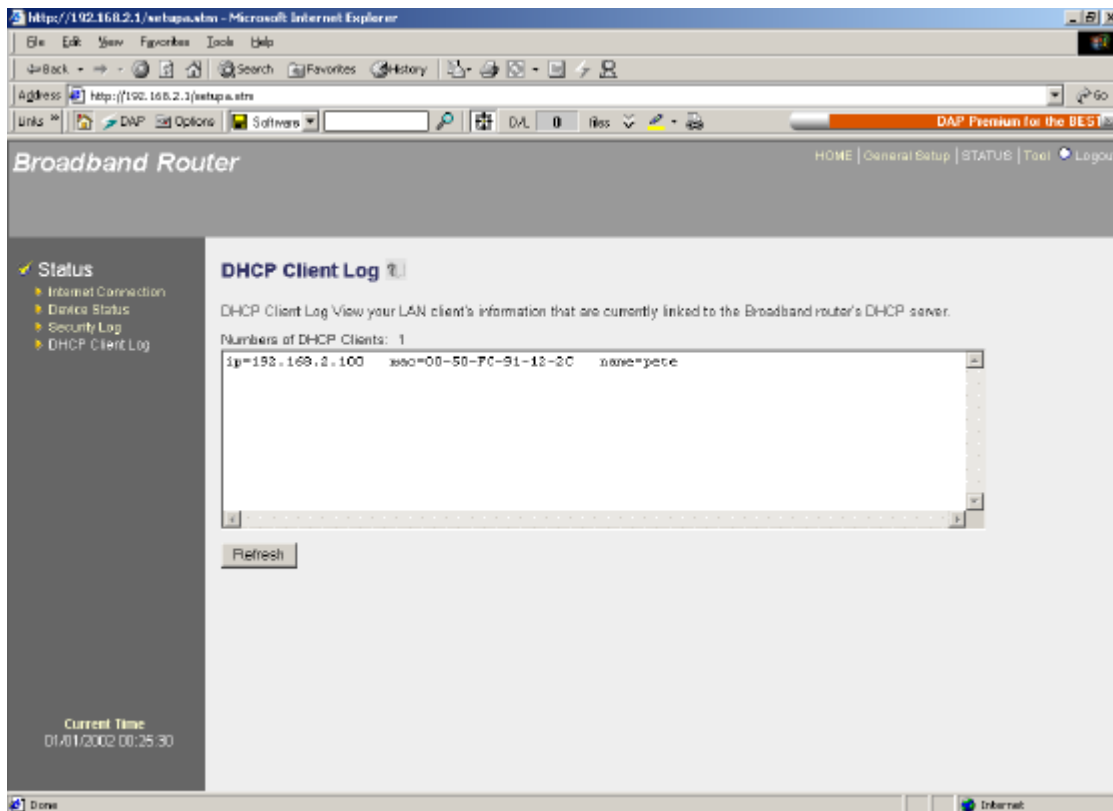 http://192.168.2.1/setupa.stm - Microsoft Internet Explorer
File Edit View Favorites Tools Help
Back Search Favorites History
Address http://192.168.2.1/setupa.stm Go
Links » DAP Options Software D/L 0 files DAP Premium for the BEST
Broadband Router
HOME | General Setup | STATUS | Tool Logou
Status
Internet Connection
Device Status
Security Log
DHCP Client Log
DHCP Client Log
DHCP Client Log View your LAN client's information that are currently linked to the Broadband router's DHCP server.
Numbers of DHCP Clients: 1
ip=192.168.2.100 mac=00-50-FC-91-12-2C name=pete
Refresh
Current Time
01/01/2002 00:25:30
Done
Internet